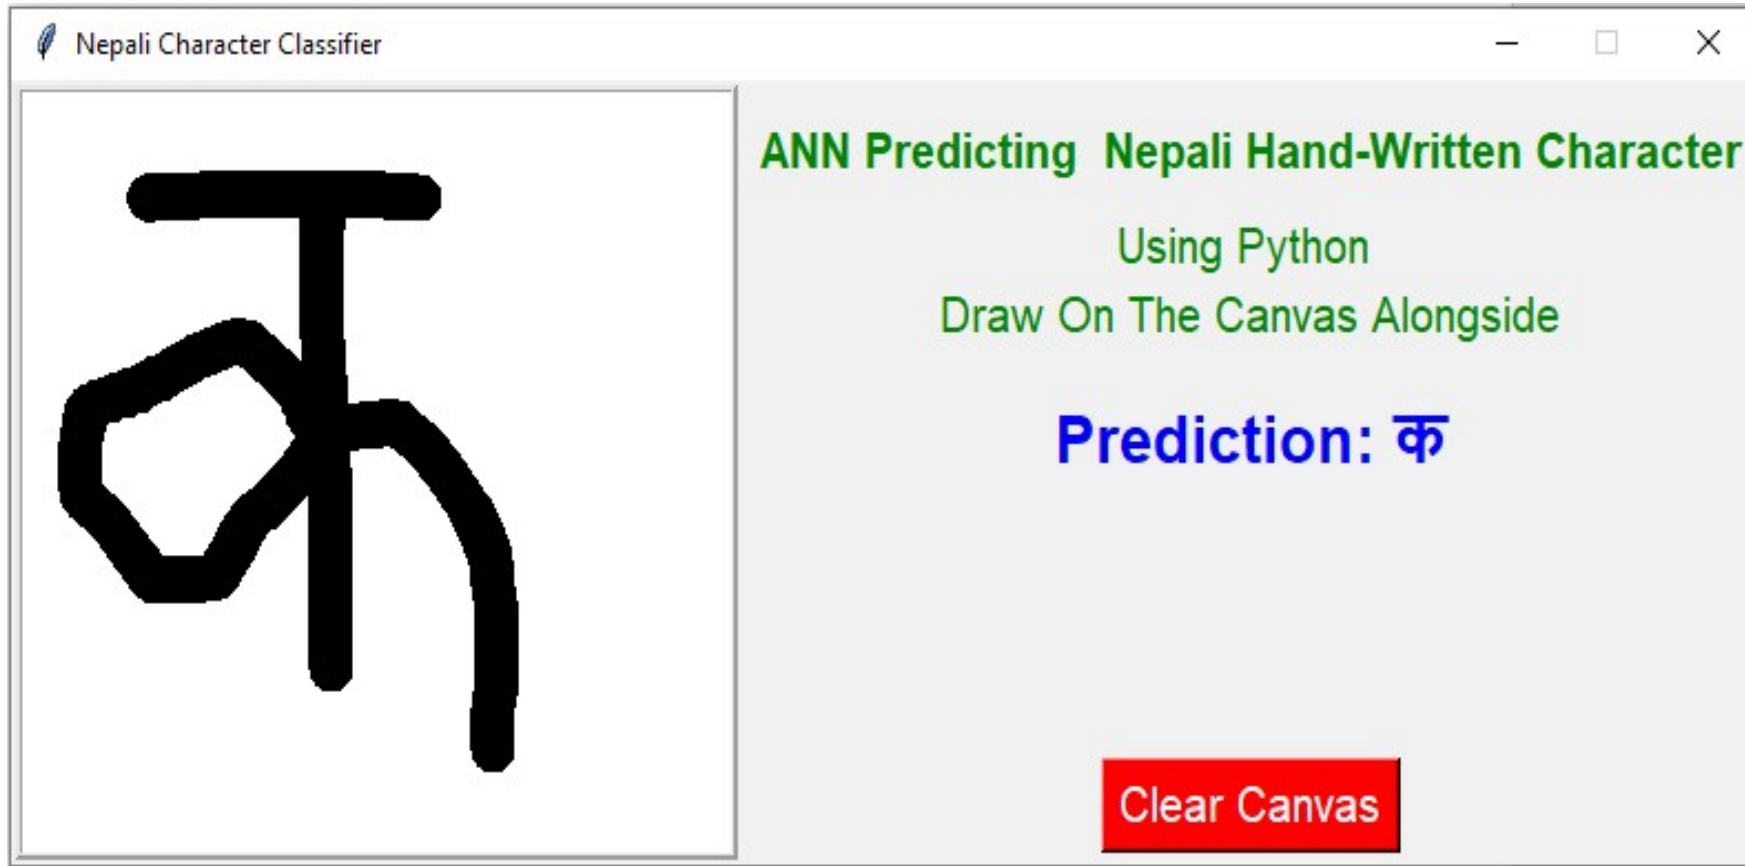 Nepali Character Classifier
क
ANN Predicting  Nepali Hand-Written Character
Using Python
Draw On The Canvas Alongside
Prediction: क
Clear Canvas